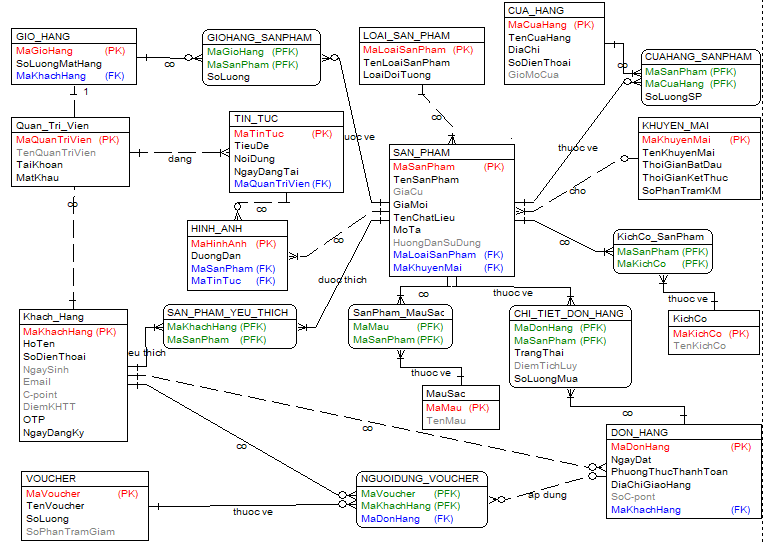 GIO_HANG
MaGioHang (PK)
SoLuongMatHang
MaKhachHang (FK)
GIOHANG_SANPHAM
MaGioHang (PFK)
MaSanPham (PFK)
SoLuong
LOAI_SAN_PHAM
MaLoaiSanPham (PK)
TenLoaiSanPham
LoaiDoiTuong
CUA_HANG
MaCuaHang (PK)
TenCuaHang
DiaChi
SoDienThoai
GioMoCua
CUAHANG_SANPHAM
MaSanPham (PFK)
MaCuaHang (PFK)
SoLuongSP
∞
∞
∞
1
Quan_Tri_Vien
MaQuanTriVien (PK)
TenQuanTriVien
TaiKhoan
MatKhau
dang
TIN_TUC
MaTinTuc (PK)
TieuDe
NoiDung
NgayDangTai
MaQuanTriVien (FK)
uoc ve
SAN_PHAM
MaSanPham (PK)
TenSanPham
GiaCu
GiaMoi
TenChatLieu
MoTa
HuongDanSuDung
MaLoaiSanPham (FK)
MaKhuyenMai (FK)
thuoc ve
cho
KHUYEN_MAI
MaKhuyenMai (PK)
TenKhuyenMai
ThoiGianBatDau
ThoiGianKetThuc
SoPhanTramKM
∞
∞
HINH_ANH
MaHinhAnh (PK)
DuongDan
MaSanPham (FK)
MaTinTuc (FK)
∞
duoc thich
∞
KichCo_SanPham
MaSanPham (PFK)
MaKichCo (PFK)
thuoc ve
KichCo
MaKichCo (PK)
TenKichCo
Khach_Hang
MaKhachHang (PK)
HoTen
SoDienThoai
NgaySinh
Email
C-point
DiemKHTT
OTP
NgayDangKy
SAN_PHAM_YEU_THICH
MaKhachHang (PFK)
MaSanPham (PFK)
eu thich
∞
thuoc ve
SanPham_MauSac
MaMau (PFK)
MaSanPham (PFK)
thuoc ve
MauSac
MaMau (PK)
TenMau
CHI_TIET_DON_HANG
MaDonHang (PFK)
MaSanPham (PFK)
TrangThai
DiemTichLuy
SoLuongMua
∞
∞
∞
DON_HANG
MaDonHang (PK)
NgayDat
PhuongThucThanhToan
DiaChiGiaoHang
SoC-pont
MaKhachHang (FK)
VOUCHER
MaVoucher (PK)
TenVoucher
SoLuong
SoPhanTramGiam
thuoc ve
NGUOIDUNG_VOUCHER
MaVoucher (PFK)
MaKhachHang (PFK)
MaDonHang (FK)
ap dung